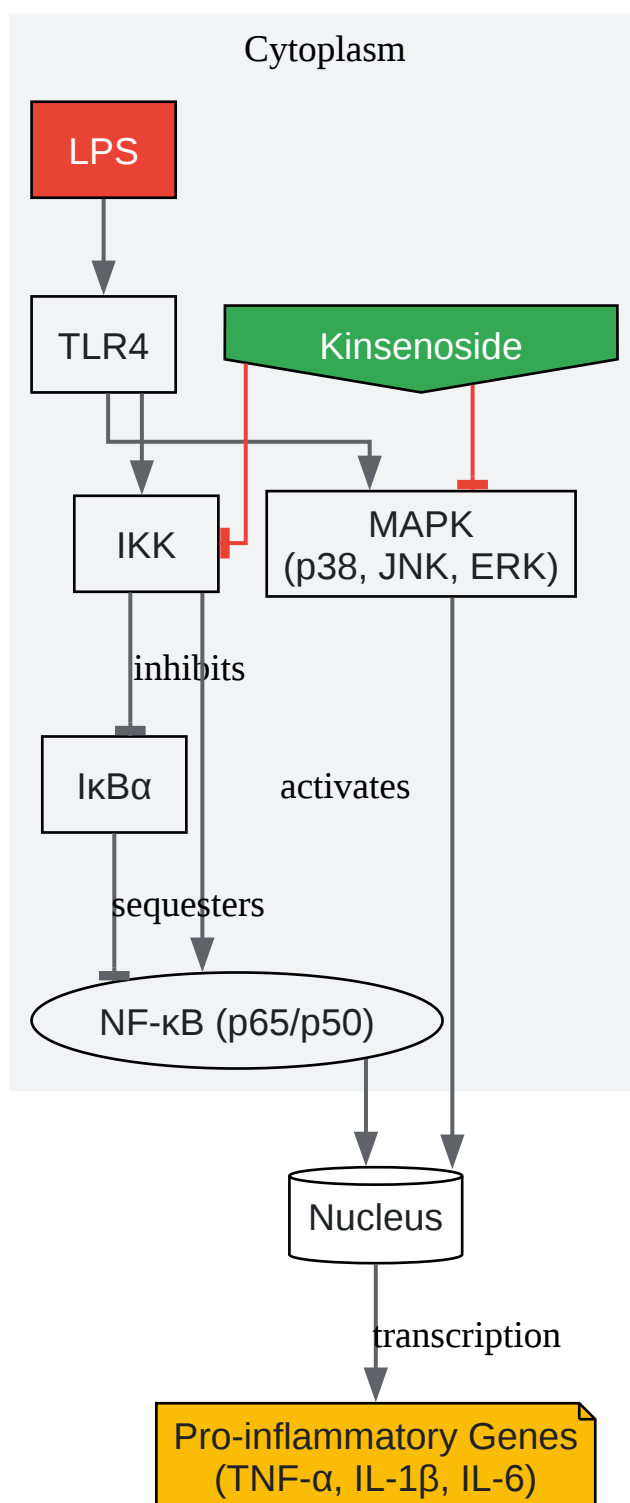 Cytoplasm
LPS
TLR4
Kinsenoside
IKK
MAPK
(p38, JNK, ERK)
inhibits
IκBα
activates
sequesters
NF-κB (p65/p50)
Nucleus
transcription
Pro-inflammatory Genes
(TNF-α, IL-1β, IL-6)